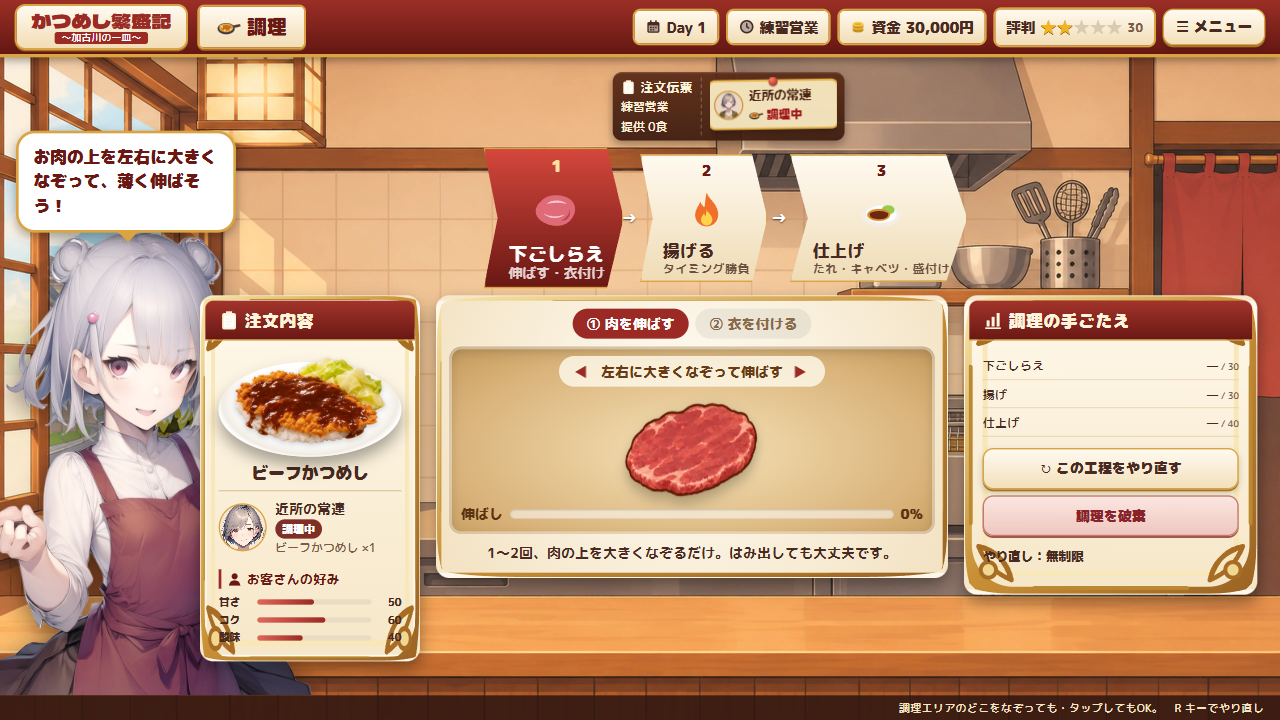 かつめし繁盛記
〜加古川の一皿〜
調理
Day 1
練習営業
資金 30,000円
評判
30
メニュー
注文伝票
練習営業
提供 0食
近所の常連
調理中
お肉の上を左右に大きく
なぞって、薄く伸ばそ
う！
1
下ごしらえ
伸ばす・衣付け
→
2
揚げる
タイミング勝負
→
3
仕上げ
たれ・キャベツ・盛付け
注文内容
ビーフかつめし
近所の常連
調理中
ビーフかつめし ×1
お客さんの好み
甘さ 50
コク 60
酸味 40
① 肉を伸ばす
② 衣を付ける
◀ 左右に大きくなぞって伸ばす ▶
伸ばし 0%
1〜2回、肉の上を大きくなぞるだけ。はみ出しても大丈夫です。
調理の手ごたえ
下ごしらえ — / 30
揚げ — / 30
仕上げ — / 40
↻ この工程をやり直す
調理を破棄
やり直し：無制限
調理エリアのどこをなぞっても・タップしてもOK。 R キーでやり直し